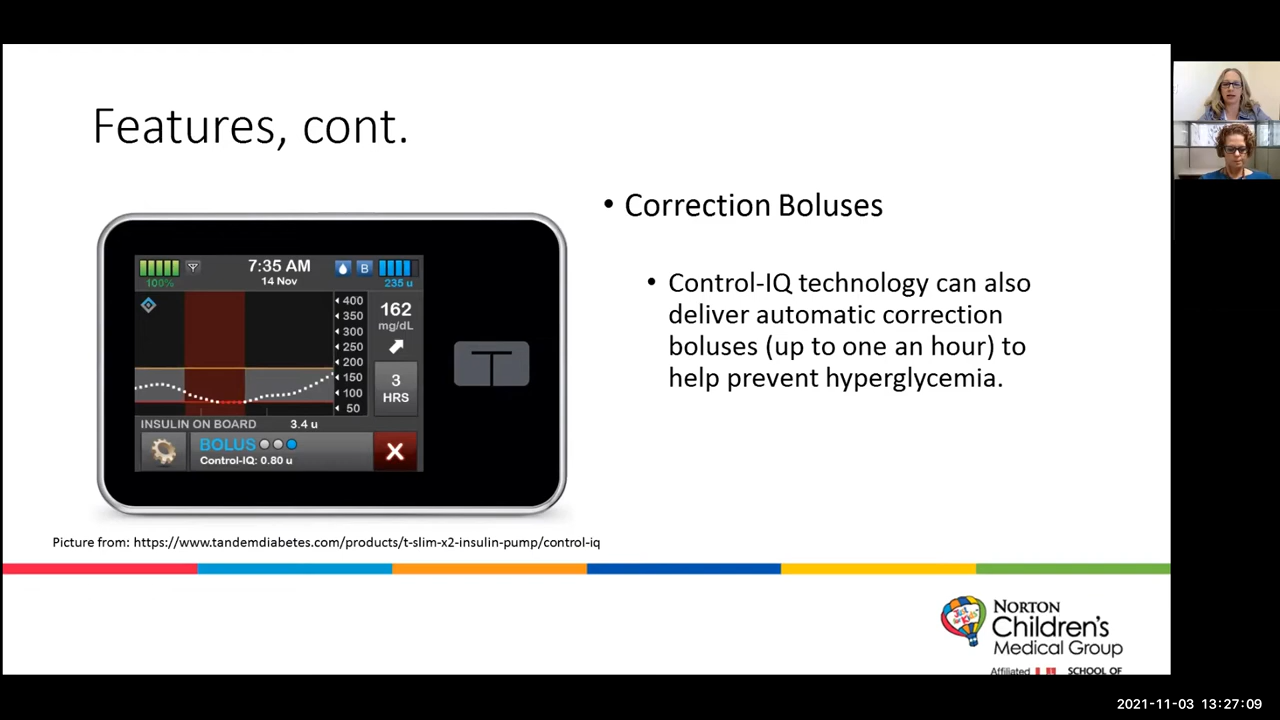 Features, cont.
• Correction Boluses
• Control-IQ technology can also
deliver automatic correction
boluses (up to one an hour) to
help prevent hyperglycemia.
7:35 AM
14 Nov
100%
B
235 u
400
350
300
250
200
150
100
50
162
mg/dL
3
HRS
INSULIN ON BOARD 3.4 u
BOLUS
Control-IQ: 0.80 u
X
T
Picture from: https://www.tandemdiabetes.com/products/t-slim-x2-insulin-pump/control-iq
Just for Kids
NORTON
Children's
Medical Group
Affiliated
SCHOOL OF
2021-11-03 13:27:09